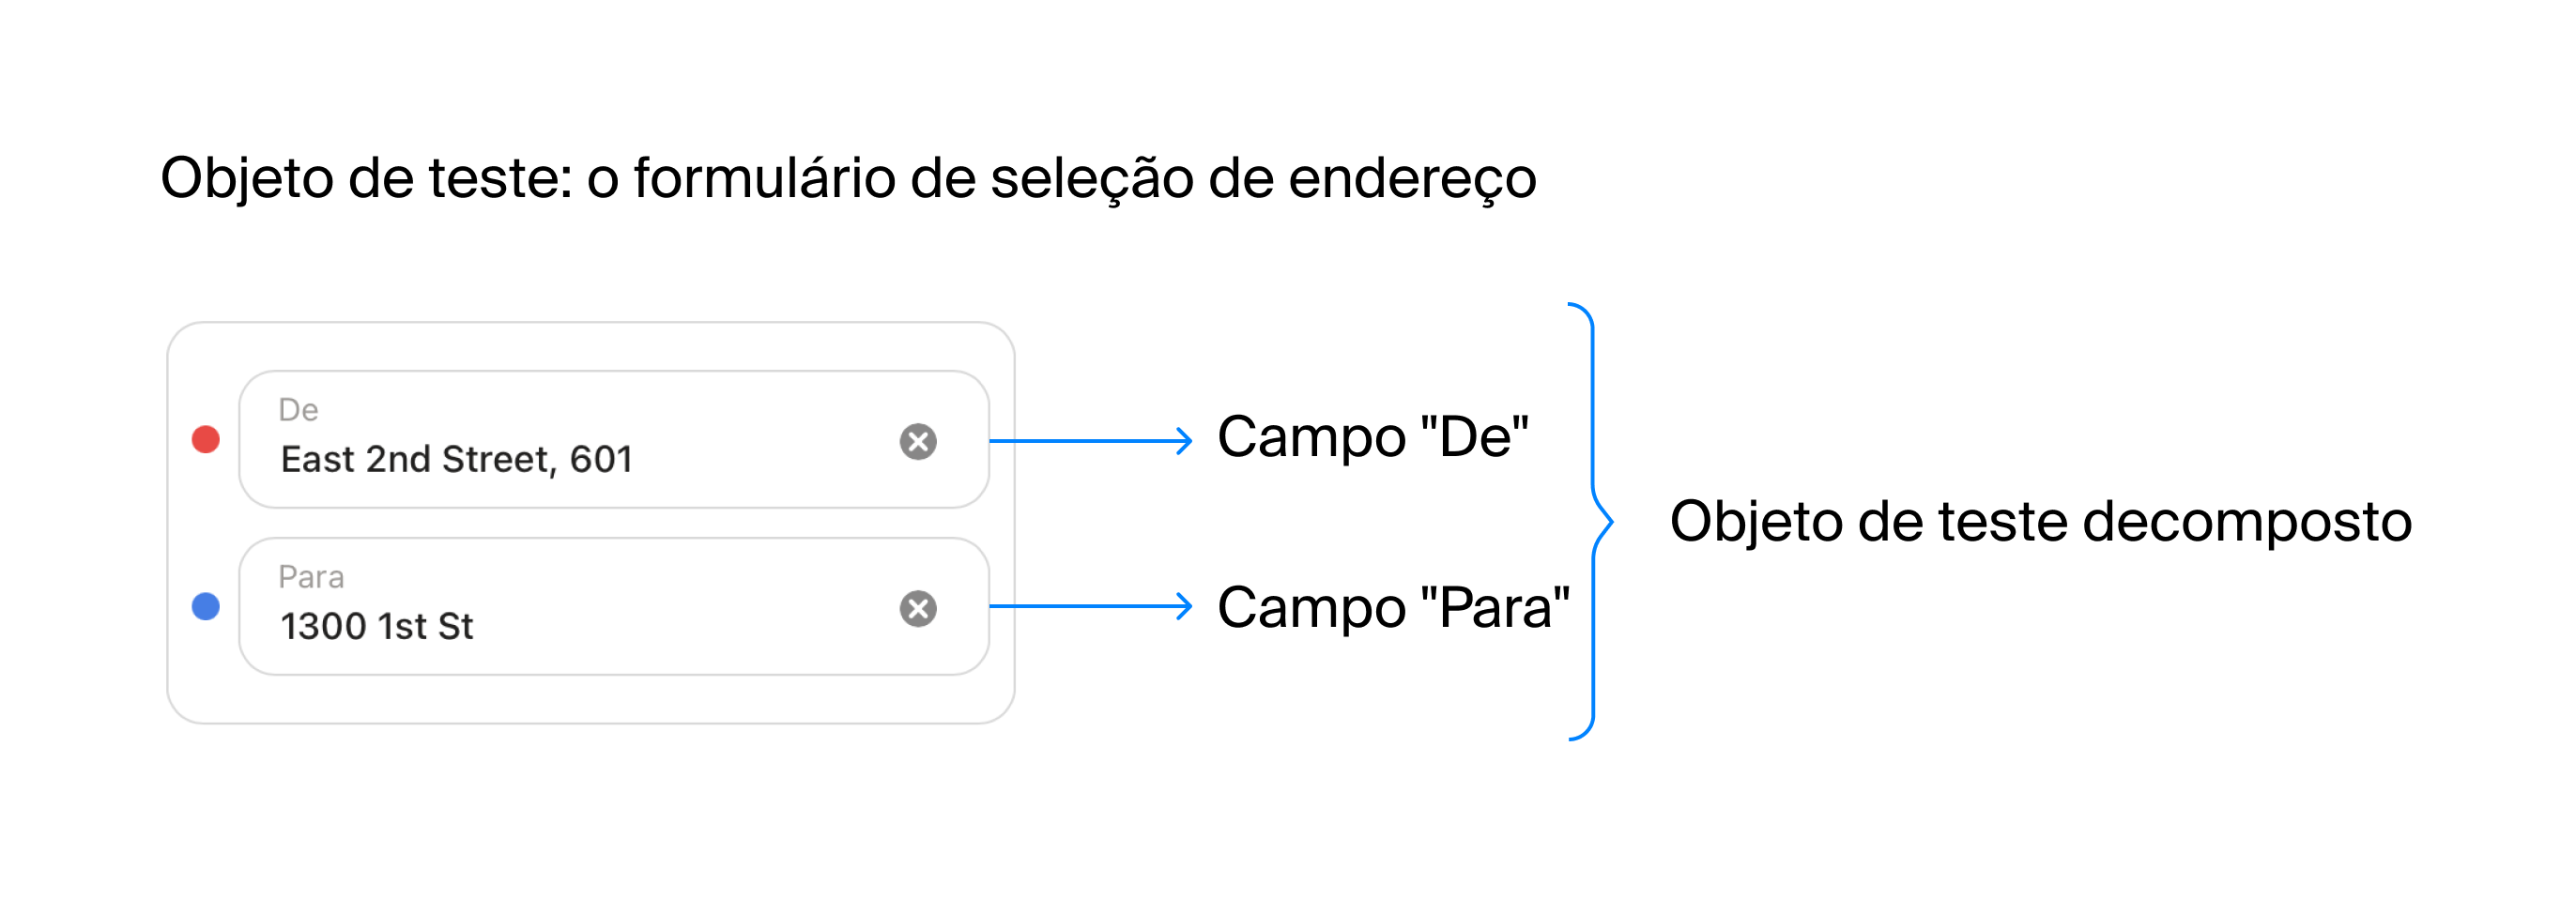 Objeto de teste: o formulário de seleção de endereço
De
East 2nd Street, 601
Campo "De"
Objeto de teste decomposto
Para
1300 1st St
Campo "Para"